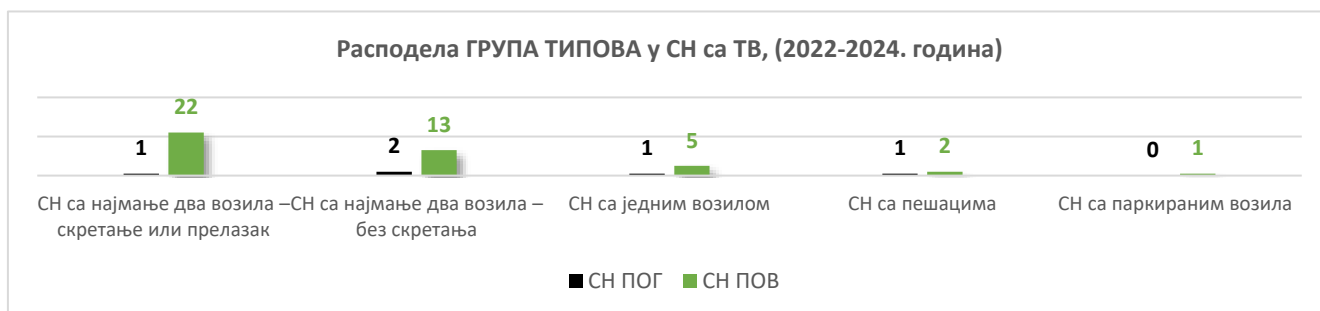 Расподела ГРУПА ТИПОВА у СН са ТВ, (2022-2024. година)
1 22 2 13 1 5 1 2 0 1
СН са најмање два возила – скретање или прелазак
СН са најмање два возила – без скретања
СН са једним возилом
СН са пешацима
СН са паркираним возила
СН ПОГ СН ПОВ